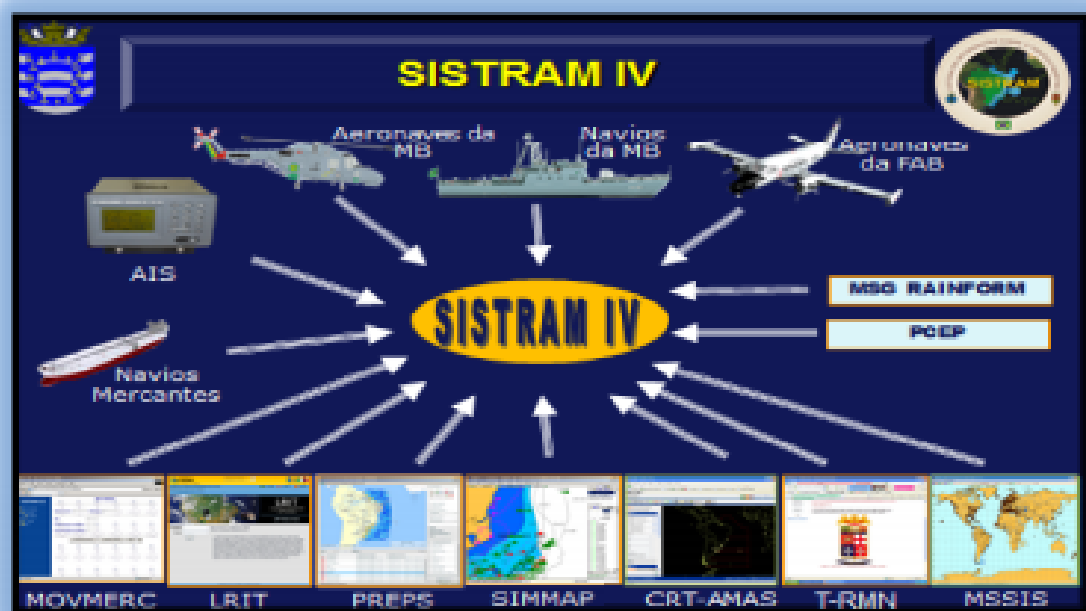 SISTRAM IV
SISTRAM
Aeronaves da
MB
Navios
da MB
Aeronaves
da FAB
AIS
MSG RAINFORM
SISTRAM IV
PCEP
Navios
Mercantes
MOVMERC
LRIT
PREPS
SIMMAP
CRT-AMAS
T-RMN
MSSIS